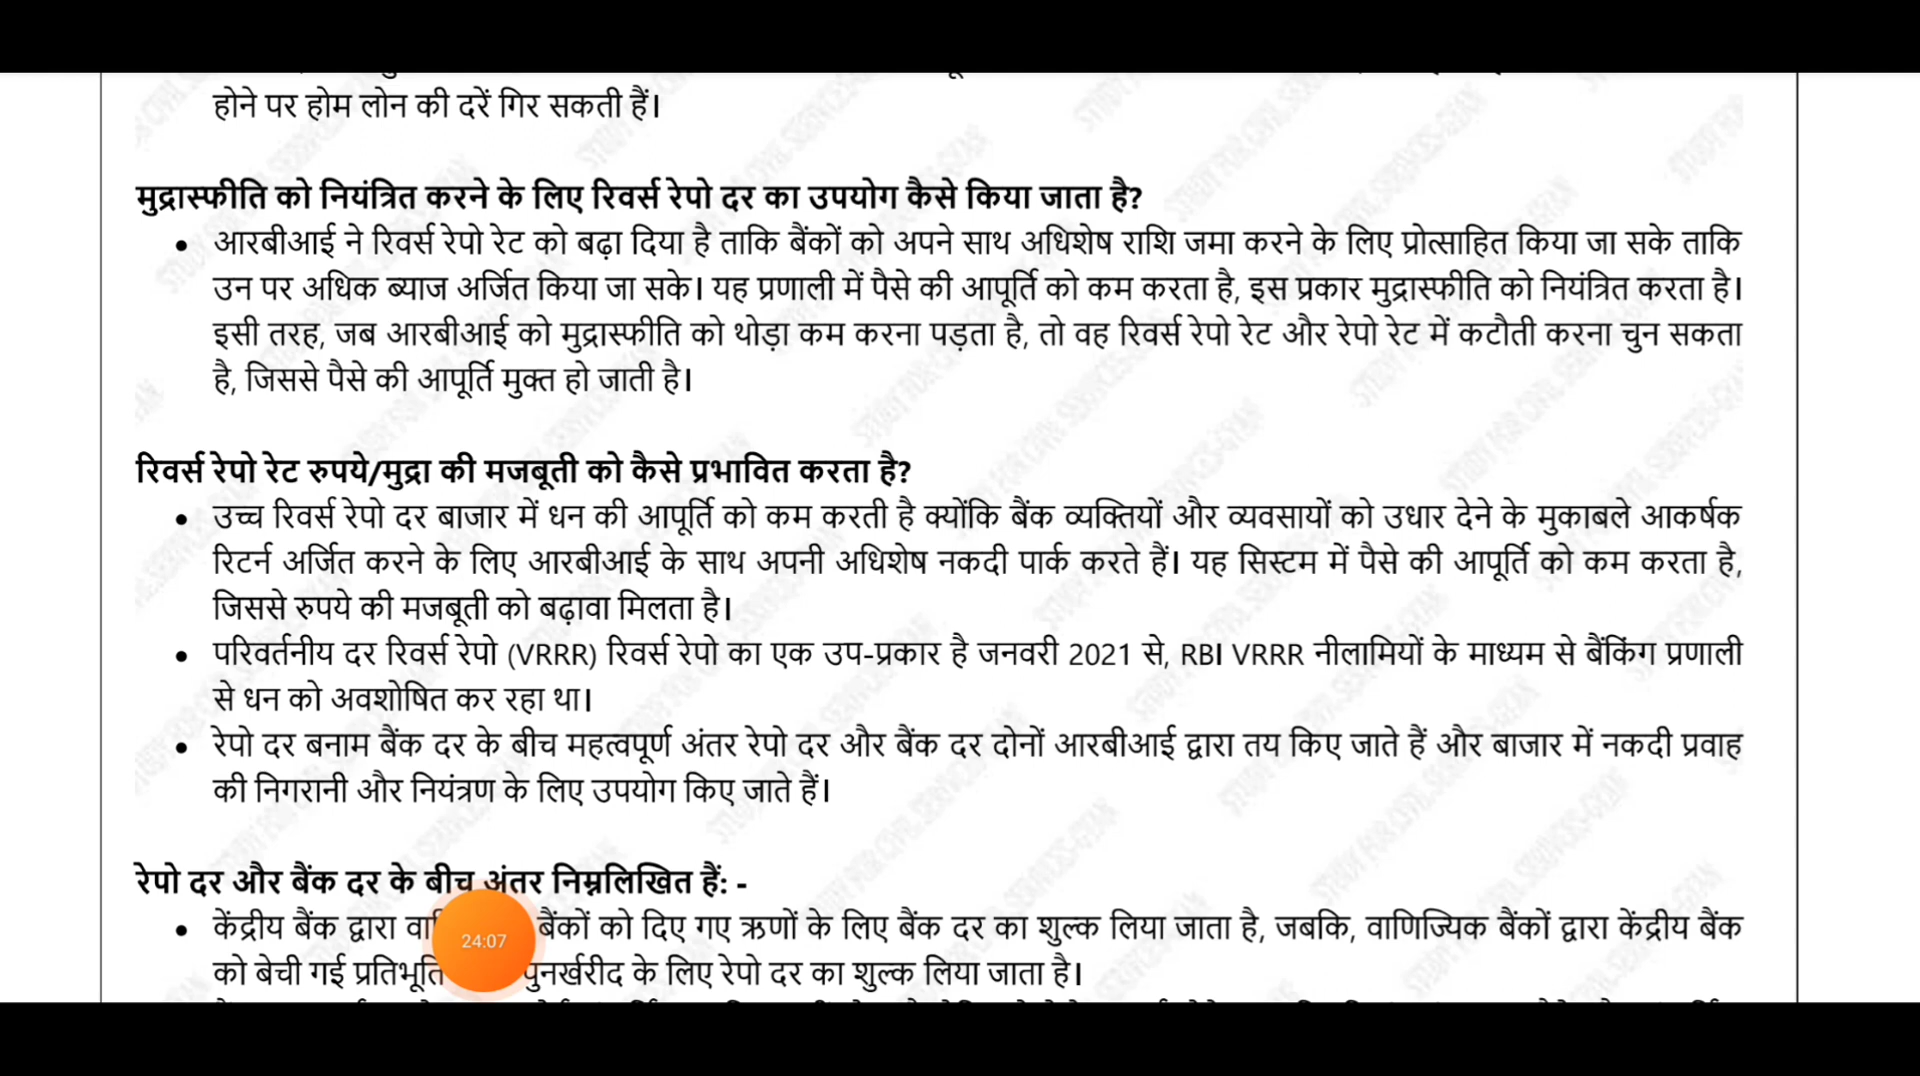 होने पर होम लोन की दरें गिर सकती हैं।
मुद्रास्फीति को नियंत्रित करने के लिए रिवर्स रेपो दर का उपयोग कैसे किया जाता है?
• आरबीआई ने रिवर्स रेपो रेट को बढ़ा दिया है ताकि बैंकों को अपने साथ अधिशेष राशि जमा करने के लिए प्रोत्साहित किया जा सके ताकि
उन पर अधिक ब्याज अर्जित किया जा सके। यह प्रणाली में पैसे की आपूर्ति को कम करता है, इस प्रकार मुद्रास्फीति को नियंत्रित करता है।
इसी तरह, जब आरबीआई को मुद्रास्फीति को थोड़ा कम करना पड़ता है, तो वह रिवर्स रेपो रेट और रेपो रेट में कटौती करना चुन सकता
है, जिससे पैसे की आपूर्ति मुक्त हो जाती है।
रिवर्स रेपो रेट रुपये/मुद्रा की मजबूती को कैसे प्रभावित करता है?
• उच्च रिवर्स रेपो दर बाजार में धन की आपूर्ति को कम करती है क्योंकि बैंक व्यक्तियों और व्यवसायों को उधार देने के मुकाबले आकर्षक
रिटर्न अर्जित करने के लिए आरबीआई के साथ अपनी अधिशेष नकदी पार्क करते हैं। यह सिस्टम में पैसे की आपूर्ति को कम करता है,
जिससे रुपये की मजबूती को बढ़ावा मिलता है।
• परिवर्तनीय दर रिवर्स रेपो (VRRR) रिवर्स रेपो का एक उप-प्रकार है जनवरी 2021 से, RBI VRRR नीलामियों के माध्यम से बैंकिंग प्रणाली
से धन को अवशोषित कर रहा था।
• रेपो दर बनाम बैंक दर के बीच महत्वपूर्ण अंतर रेपो दर और बैंक दर दोनों आरबीआई द्वारा तय किए जाते हैं और बाजार में नकदी प्रवाह
की निगरानी और नियंत्रण के लिए उपयोग किए जाते हैं।
रेपो दर और बैंक दर के बीच अंतर निम्नलिखित हैं: -
• केंद्रीय बैंक द्वारा बैंकों को दिए गए ऋणों के लिए बैंक दर का शुल्क लिया जाता है, जबकि, वाणिज्यिक बैंकों द्वारा केंद्रीय बैंक
24:07
को बेची गई पुनर्खरीद के लिए रेपो दर का शुल्क लिया जाता है।